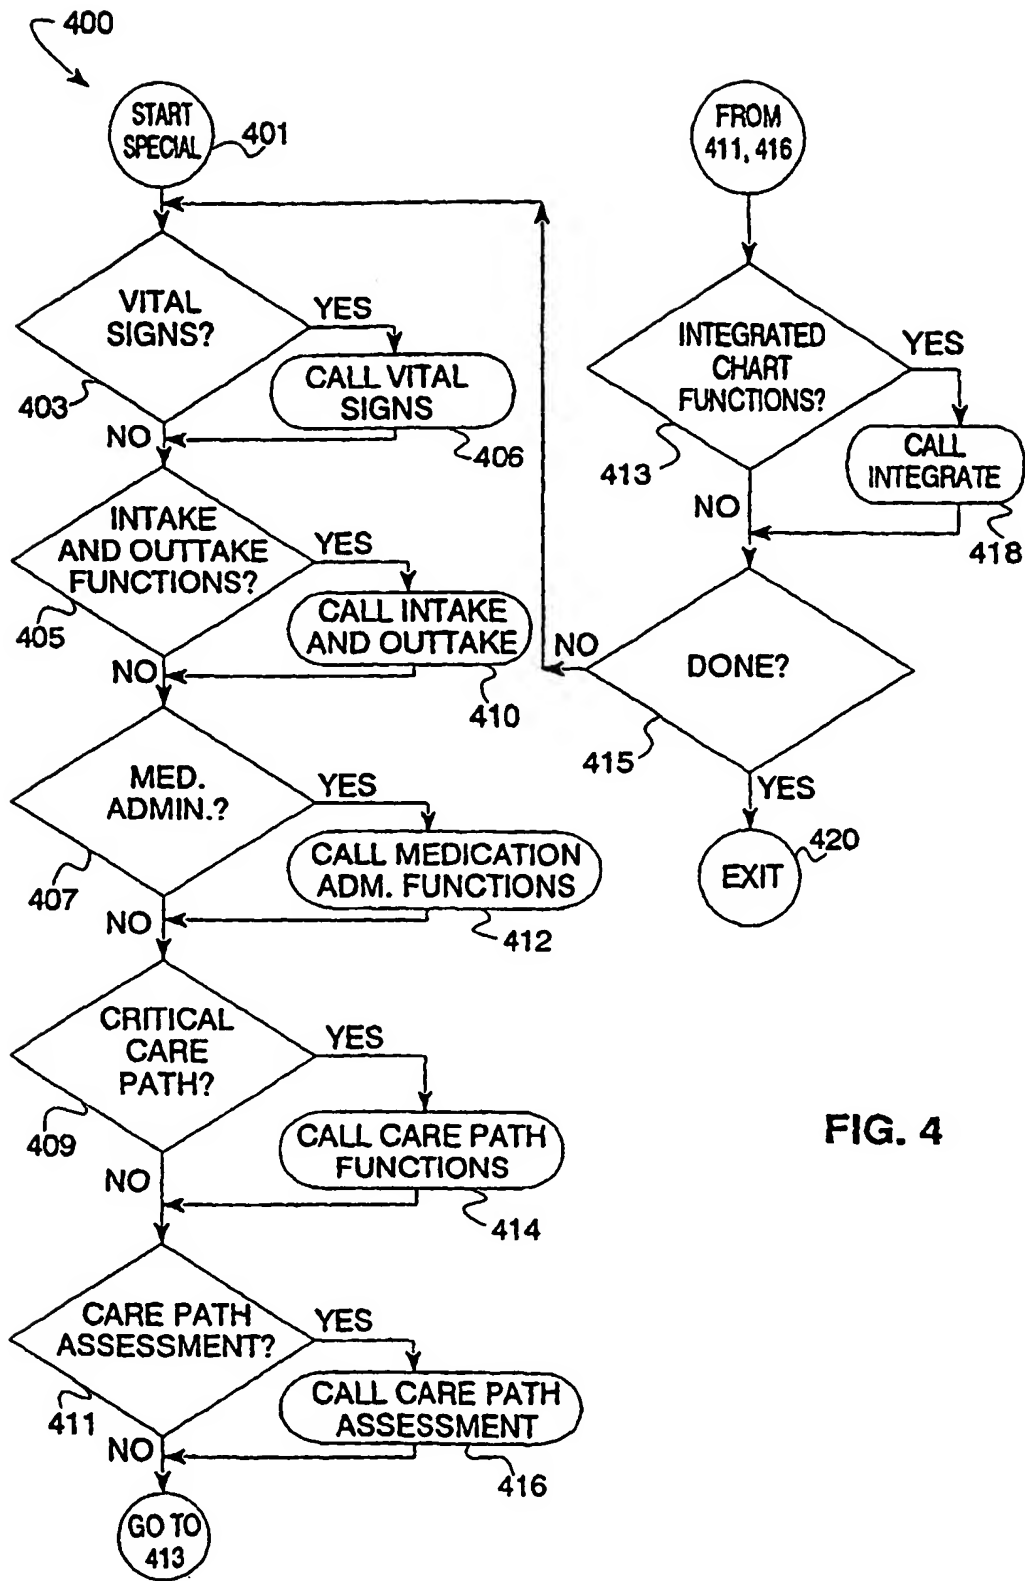 400
START
SPECIAL
401
VITAL
SIGNS?
YES
403
CALL VITAL
SIGNS
406
NO
INTAKE
AND OUTTAKE
FUNCTIONS?
YES
405
CALL INTAKE
AND OUTTAKE
410
NO
MED.
ADMIN.?
YES
407
CALL MEDICATION
ADM. FUNCTIONS
412
NO
CRITICAL
CARE
PATH?
YES
409
CALL CARE PATH
FUNCTIONS
414
NO
CARE PATH
ASSESSMENT?
YES
411
CALL CARE PATH
ASSESSMENT
416
NO
GO TO
413
FROM
411, 416
INTEGRATED
CHART
FUNCTIONS?
YES
413
CALL
INTEGRATE
418
NO
DONE?
NO
415
YES
EXIT
420
FIG. 4